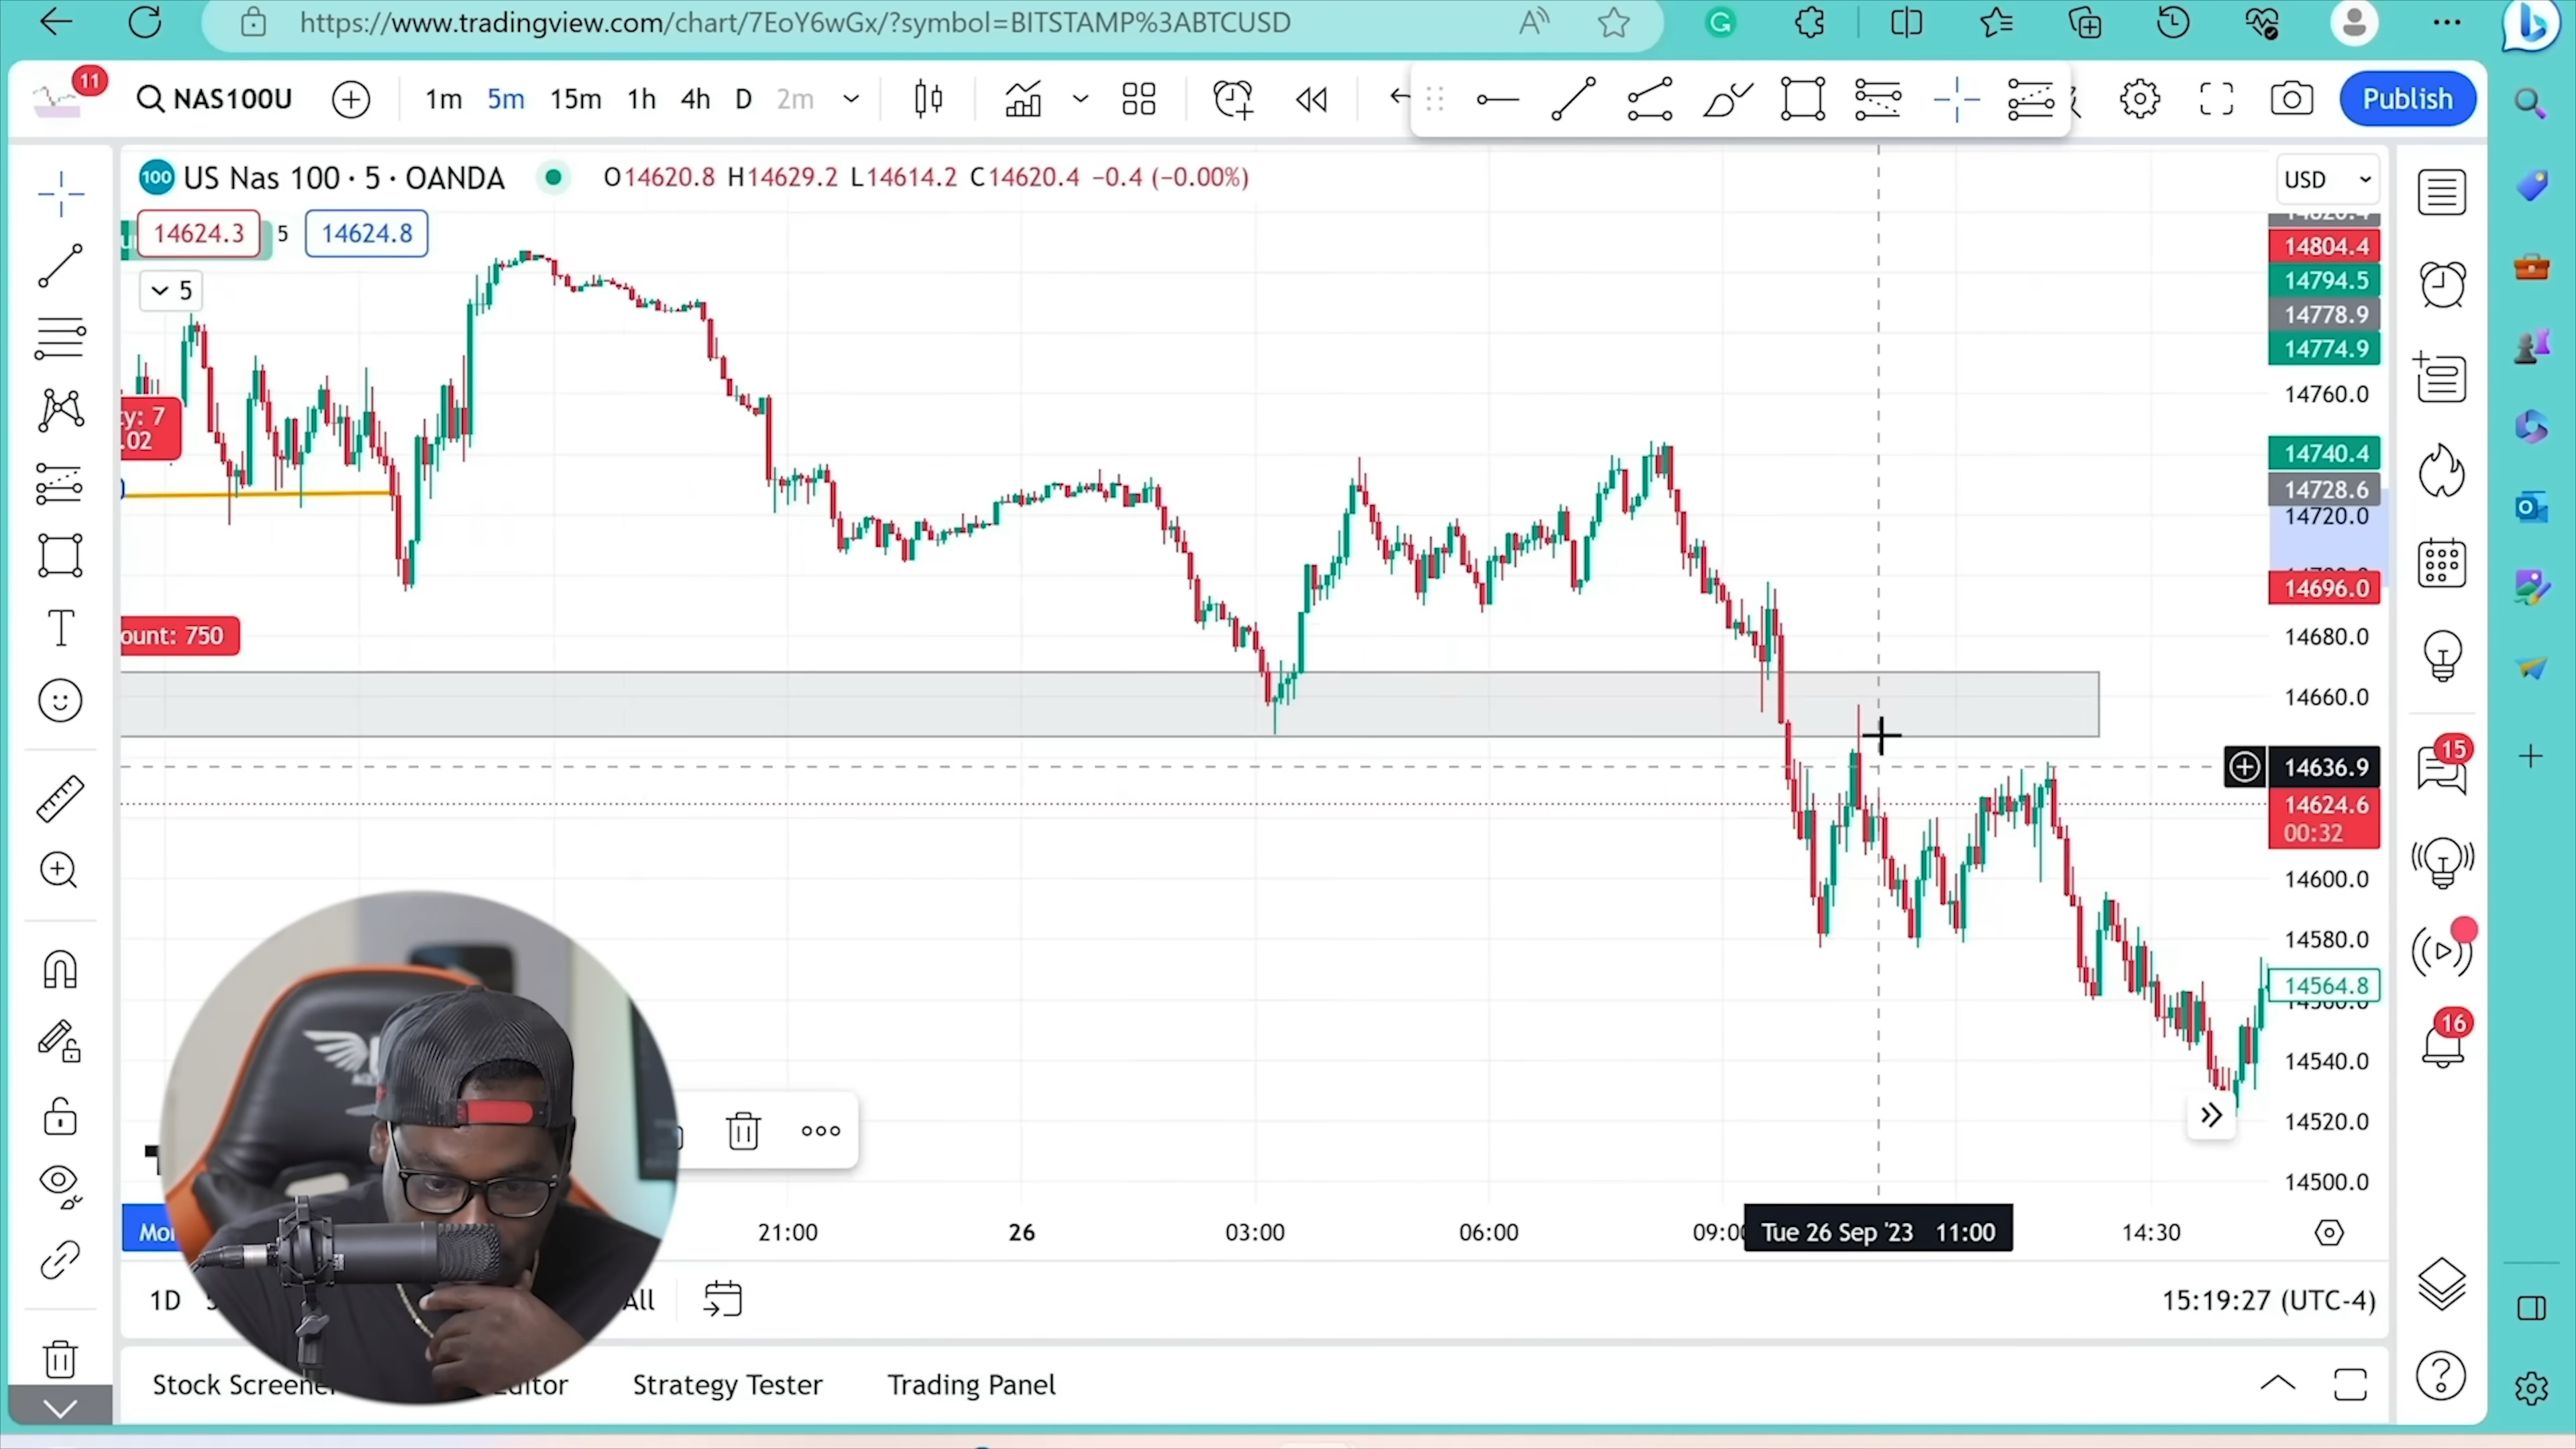 https://www.tradingview.com/chart/7EoY6wGx/?symbol=BITSTAMP%3ABTCUSD
11 NAS100U 1m 5m 15m 1h 4h D 2m Publish
100 US Nas 100 · 5 · OANDA O14620.8 H14629.2 L14614.2 C14620.4 −0.4 (−0.00%) USD
14624.3 5 14624.8
5
14804.4
14794.5
14778.9
14774.9
14760.0
ty: 7
.02
14740.4
14728.6
14720.0
14696.0
ount: 750
14680.0
14660.0
14636.9
14624.6
00:32
14600.0
14580.0
14564.8
14540.0
14520.0
14500.0
15
16
Mon 21:00 26 03:00 06:00 09:00 Tue 26 Sep '23 11:00 14:30
1D All 15:19:27 (UTC-4)
Stock Screener Editor Strategy Tester Trading Panel